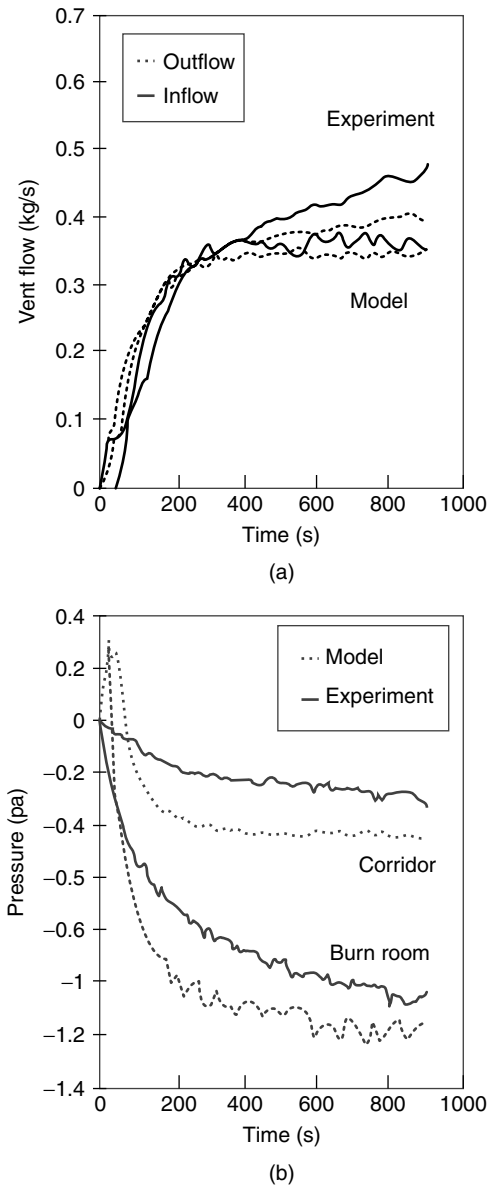 0.7
0.6
0.5
0.4
0.3
0.2
0.1
0
Vent flow (kg/s)
Outflow
Inflow
Experiment
Model
0 200 400 600 800 1000
Time (s)
(a)
0.4
0.2
0
−0.2
−0.4
−0.5
−0.6
−1
−1.2
−1.4
Pressure (pa)
Model
Experiment
Corridor
Burn room
0 200 400 600 800 1000
Time (s)
(b)